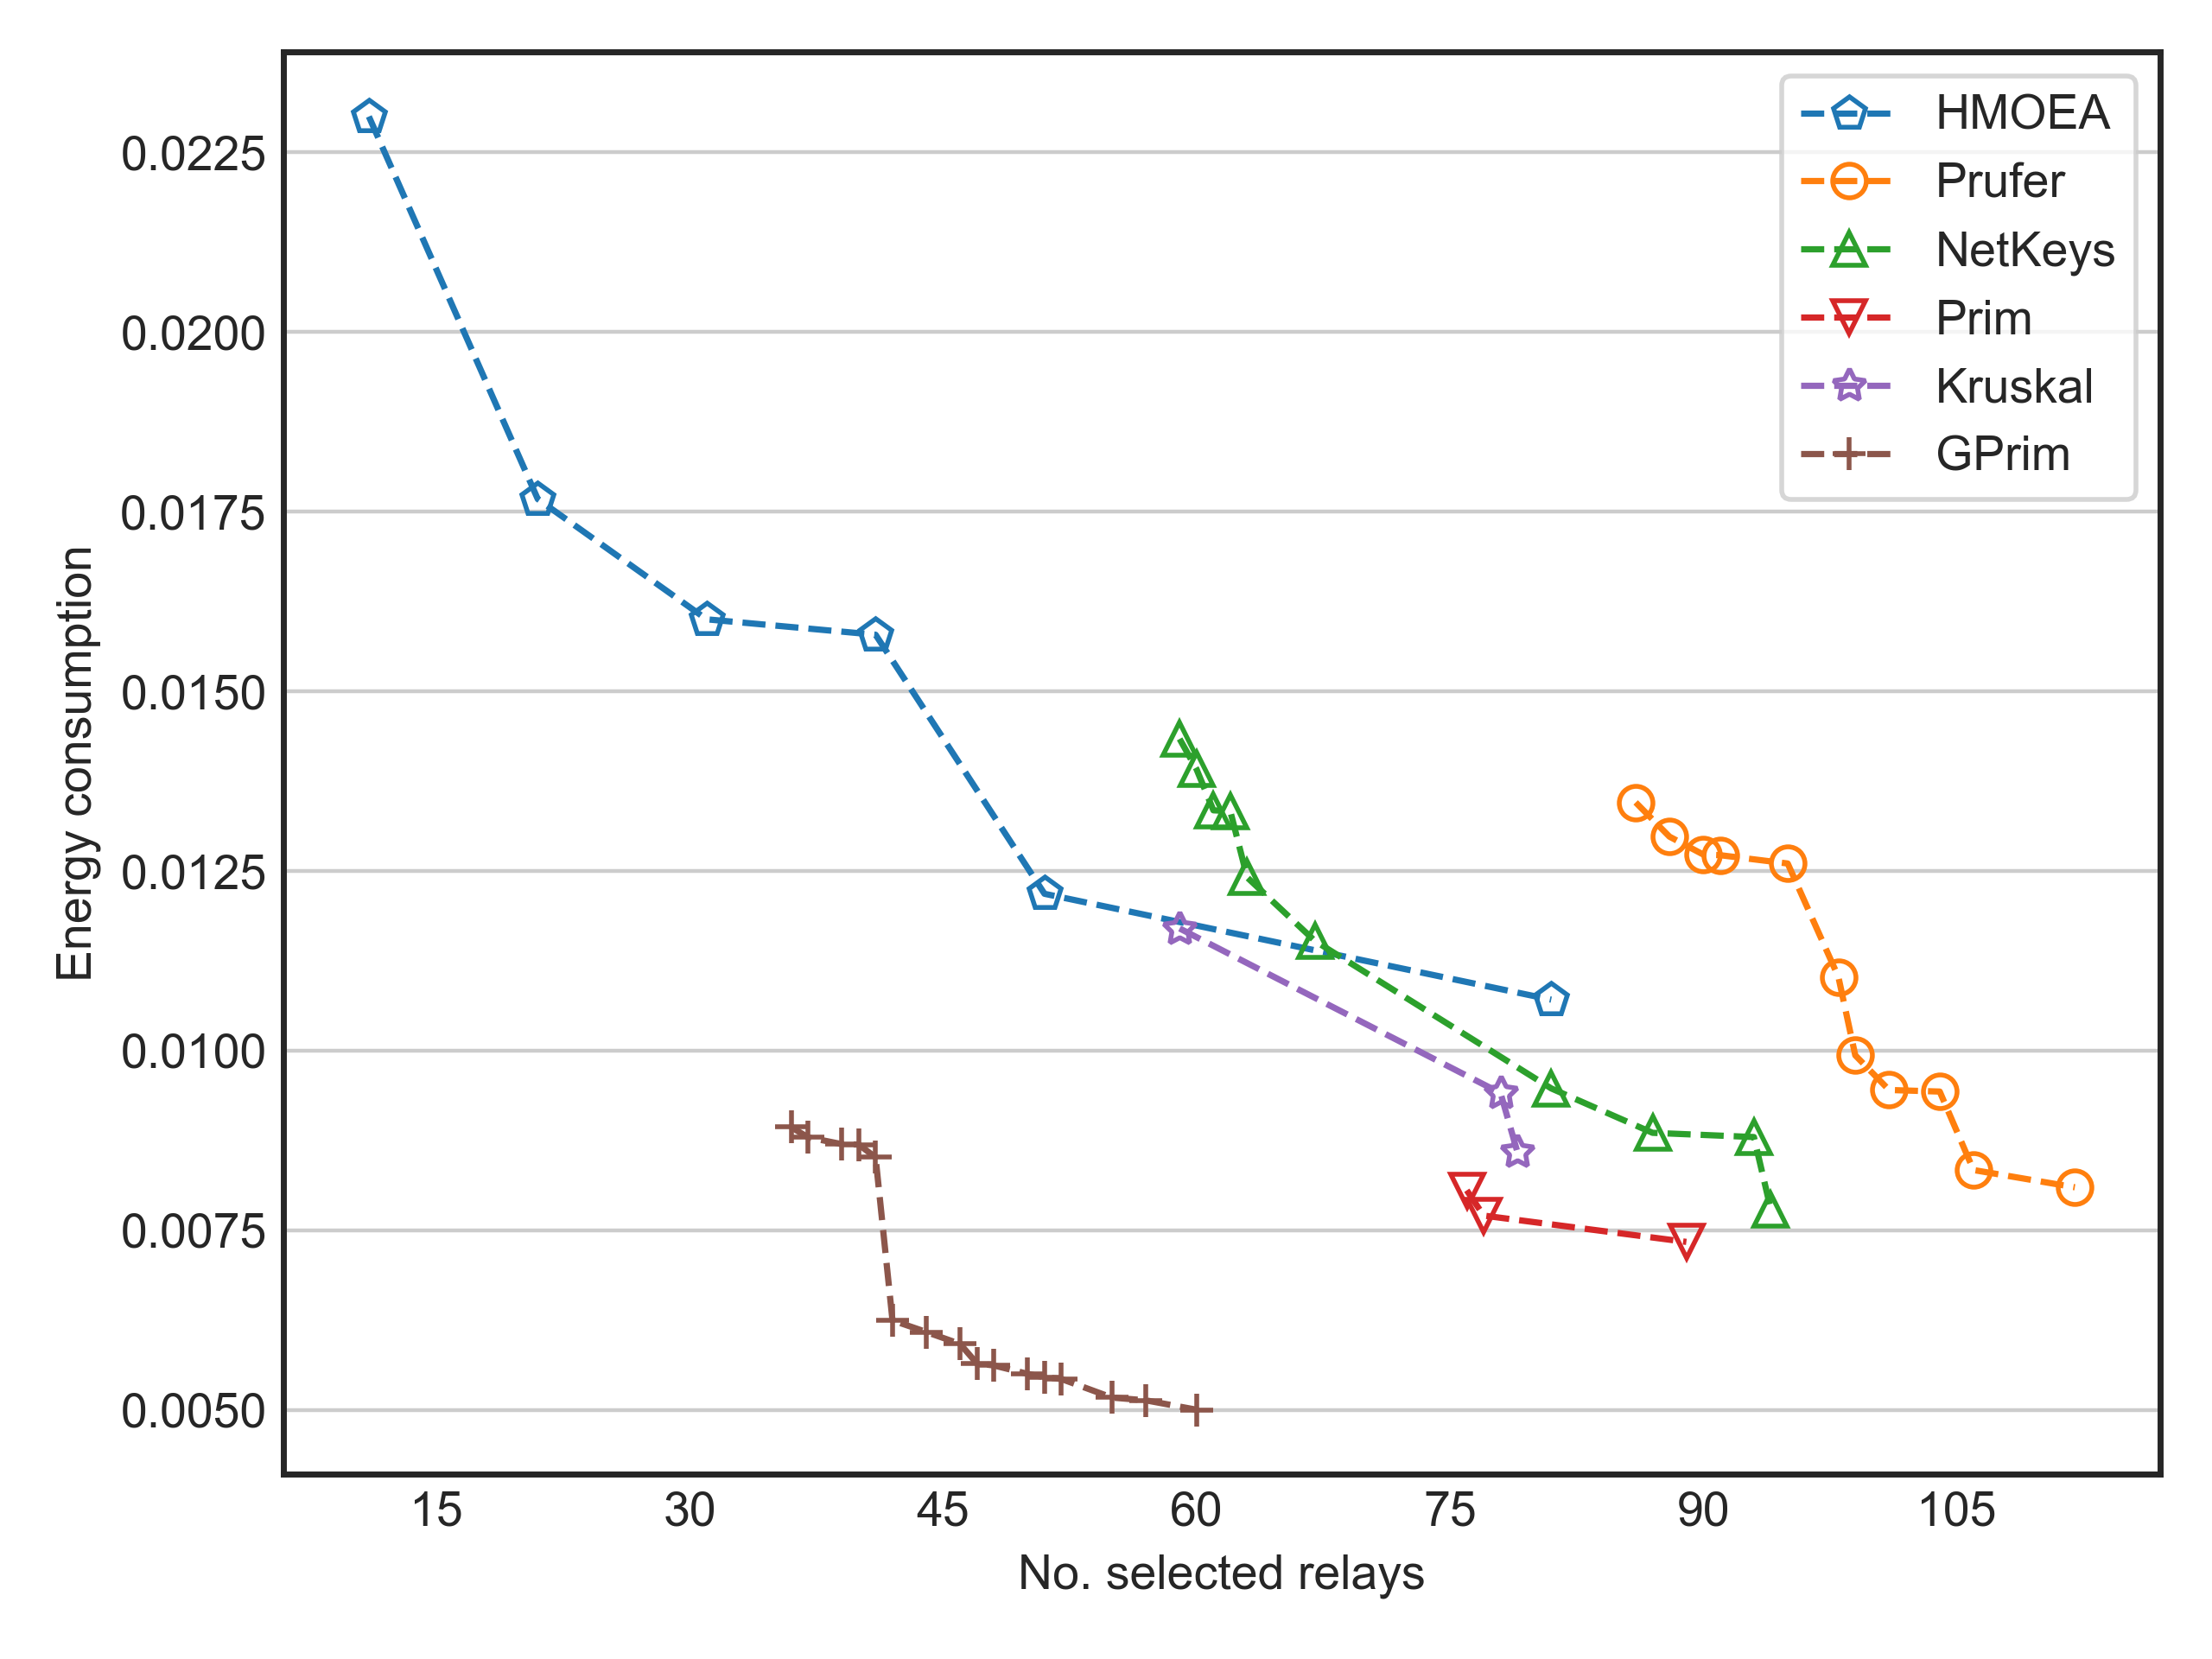 HMOEA
Prufer
NetKeys
Prim
Kruskal
GPrim
0.0225
0.0200
0.0175
0.0150
0.0125
0.0100
0.0075
0.0050
Energy consumption
15 30 45 60 75 90 105
No. selected relays